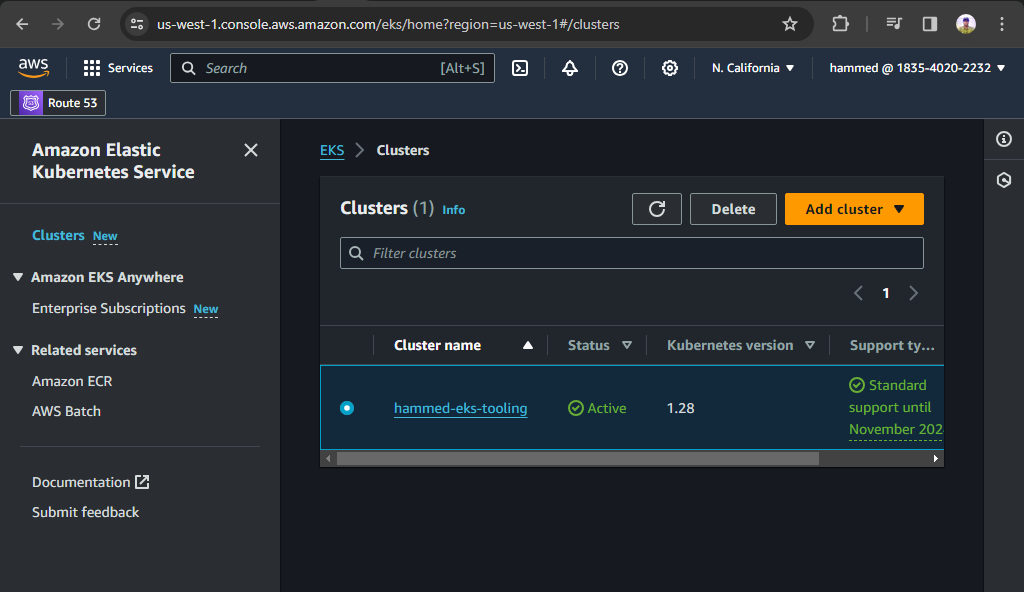 us-west-1.console.aws.amazon.com/eks/home?region=us-west-1#/clusters
aws
Services
Search
[Alt+S]
N. California
hammed @ 1835-4020-2232
Route 53
Amazon Elastic
Kubernetes Service
Clusters New
Amazon EKS Anywhere
Enterprise Subscriptions New
Related services
Amazon ECR
AWS Batch
Documentation
Submit feedback
EKS
Clusters
Clusters (1) Info
Delete
Add cluster
Filter clusters
1
Cluster name
Status
Kubernetes version
Support ty...
hammed-eks-tooling
Active
1.28
Standard
support until
November